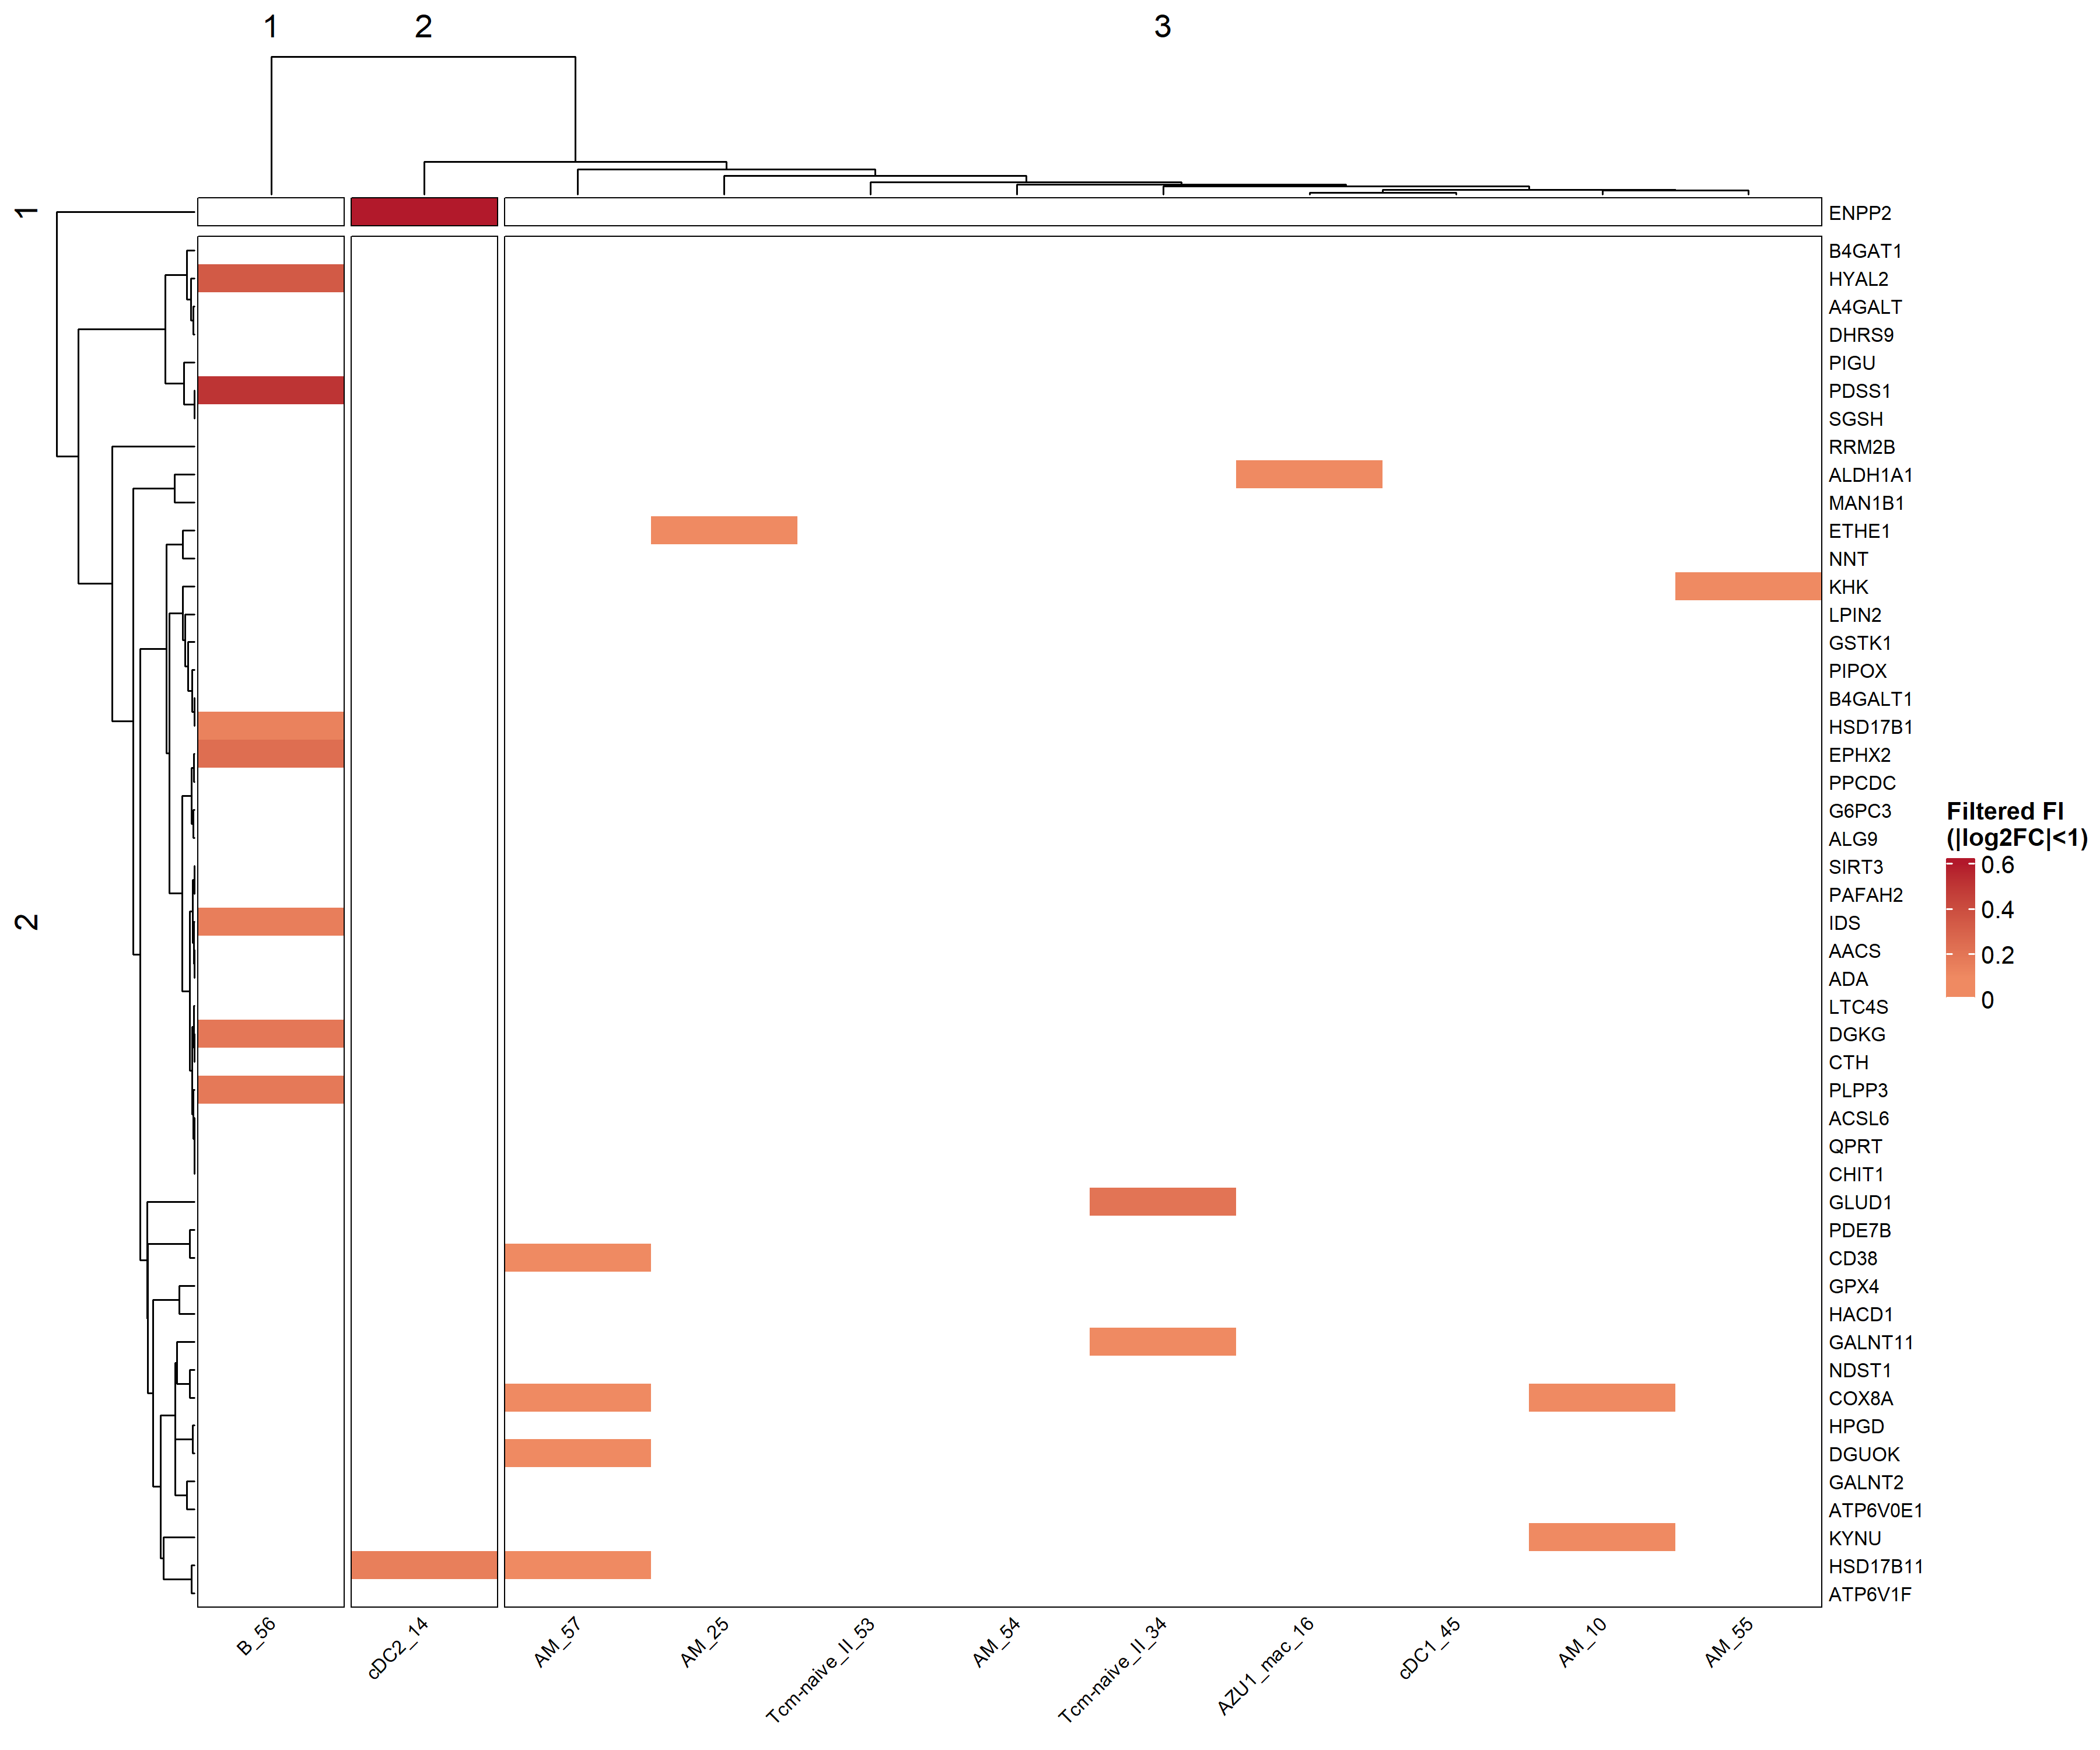 1
2
3
1
2
ENPP2
B4GAT1
HYAL2
A4GALT
DHRS9
PIGU
PDSS1
SGSH
RRM2B
ALDH1A1
MAN1B1
ETHE1
NNT
KHK
LPIN2
GSTK1
PIPOX
B4GALT1
HSD17B1
EPHX2
PPCDC
G6PC3
ALG9
SIRT3
PAFAH2
IDS
AACS
ADA
LTC4S
DGKG
CTH
PLPP3
ACSL6
QPRT
CHIT1
GLUD1
PDE7B
CD38
GPX4
HACD1
GALNT11
NDST1
COX8A
HPGD
DGUOK
GALNT2
ATP6V0E1
KYNU
HSD17B11
ATP6V1F
B_56
cDC2_14
AM_57
AM_25
Tcm-naive_II_53
AM_54
Tcm-naive_II_34
AZU1_mac_16
cDC1_45
AM_10
AM_55
Filtered FI
(|log2FC|<1)
0.6
0.4
0.2
0